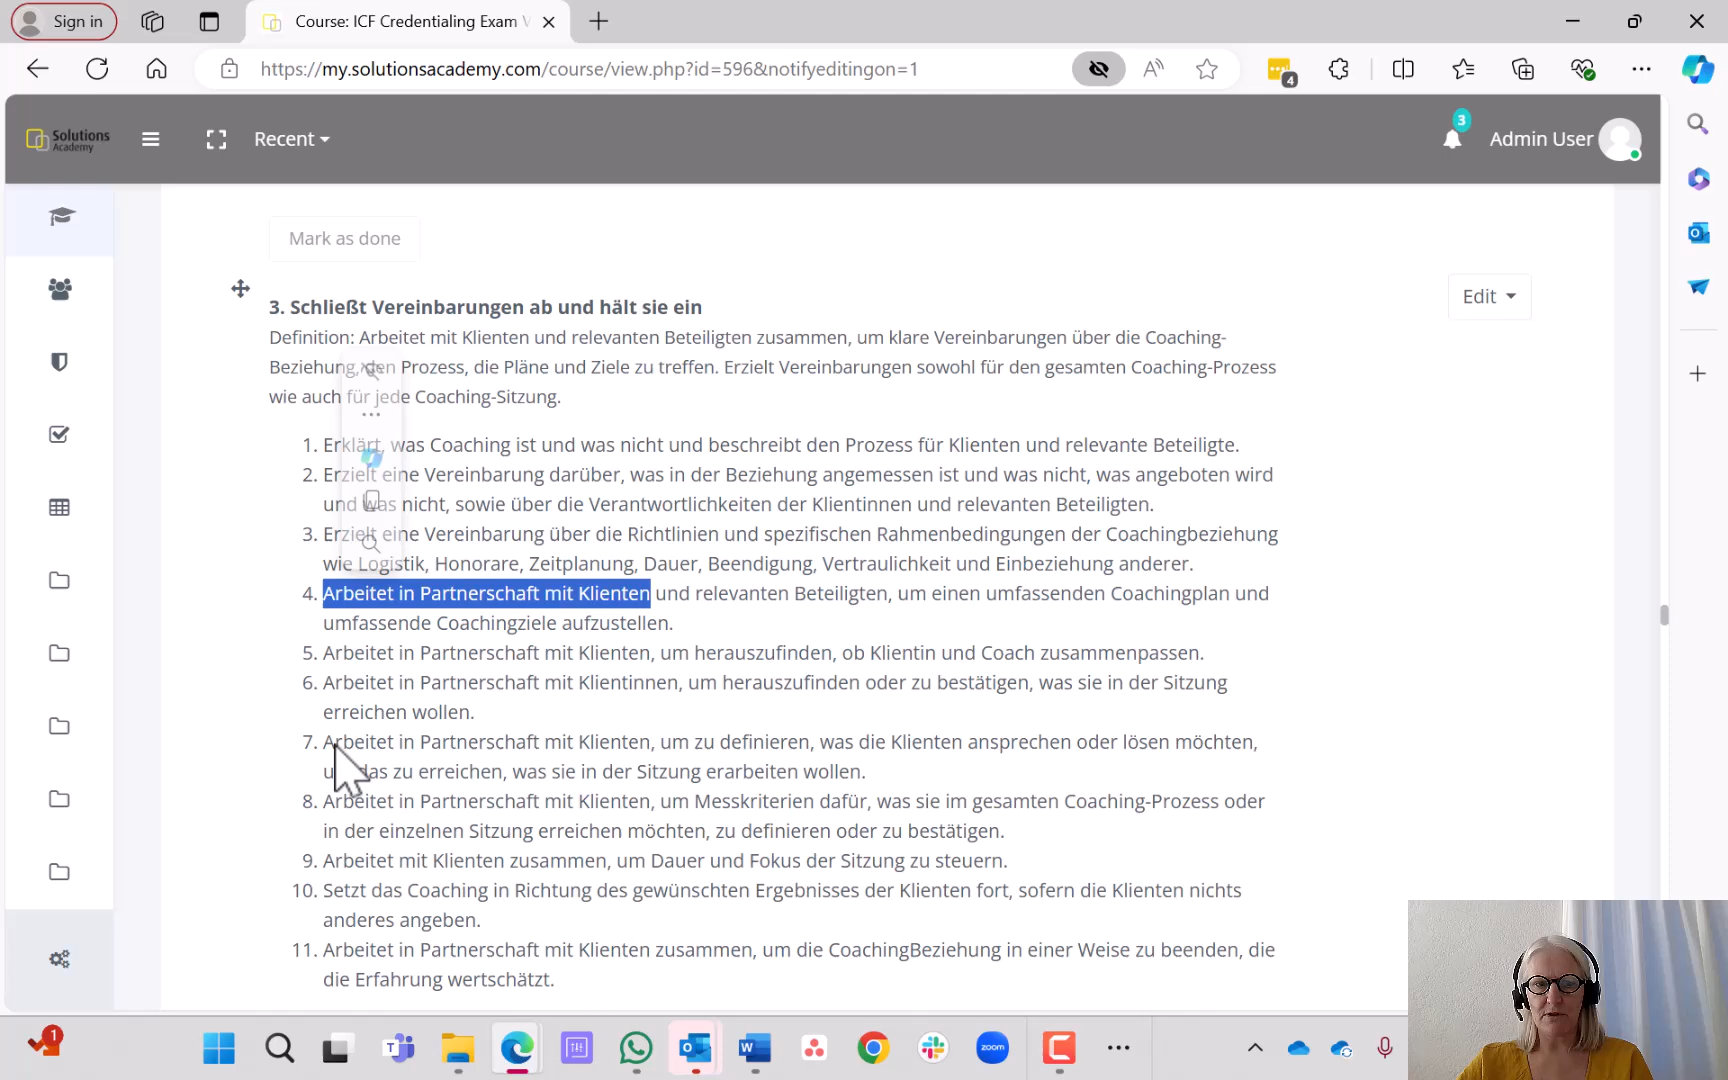 Sign in
Course: ICF Credentialing Exam V
https://my.solutionsacademy.com/course/view.php?id=596&notifyeditingon=1
4
Solutions
Academy
Recent
3
Admin User
Mark as done
Edit
3. Schließt Vereinbarungen ab und hält sie ein
Definition: Arbeitet mit Klienten und relevanten Beteiligten zusammen, um klare Vereinbarungen über die Coaching-
Beziehung, den Prozess, die Pläne und Ziele zu treffen. Erzielt Vereinbarungen sowohl für den gesamten Coaching-Prozess
wie auch für jede Coaching-Sitzung.
1. Erklärt, was Coaching ist und was nicht und beschreibt den Prozess für Klienten und relevante Beteiligte.
2. Erzielt eine Vereinbarung darüber, was in der Beziehung angemessen ist und was nicht, was angeboten wird
und was nicht, sowie über die Verantwortlichkeiten der Klientinnen und relevanten Beteiligten.
3. Erzielt eine Vereinbarung über die Richtlinien und spezifischen Rahmenbedingungen der Coachingbeziehung
wie Logistik, Honorare, Zeitplanung, Dauer, Beendigung, Vertraulichkeit und Einbeziehung anderer.
4. Arbeitet in Partnerschaft mit Klienten und relevanten Beteiligten, um einen umfassenden Coachingplan und
umfassende Coachingziele aufzustellen.
5. Arbeitet in Partnerschaft mit Klienten, um herauszufinden, ob Klientin und Coach zusammenpassen.
6. Arbeitet in Partnerschaft mit Klientinnen, um herauszufinden oder zu bestätigen, was sie in der Sitzung
erreichen wollen.
7. Arbeitet in Partnerschaft mit Klienten, um zu definieren, was die Klienten ansprechen oder lösen möchten,
um das zu erreichen, was sie in der Sitzung erarbeiten wollen.
8. Arbeitet in Partnerschaft mit Klienten, um Messkriterien dafür, was sie im gesamten Coaching-Prozess oder
in der einzelnen Sitzung erreichen möchten, zu definieren oder zu bestätigen.
9. Arbeitet mit Klienten zusammen, um Dauer und Fokus der Sitzung zu steuern.
10. Setzt das Coaching in Richtung des gewünschten Ergebnisses der Klienten fort, sofern die Klienten nichts
anderes angeben.
11. Arbeitet in Partnerschaft mit Klienten zusammen, um die CoachingBeziehung in einer Weise zu beenden, die
die Erfahrung wertschätzt.
1
zoom